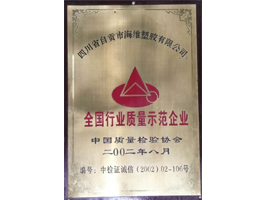 四川省自贡市海维塑胶有限公司
全国行业质量示范企业
中国质量检验协会
二00二年八月
编号：中检证诚信（2002）02-106号